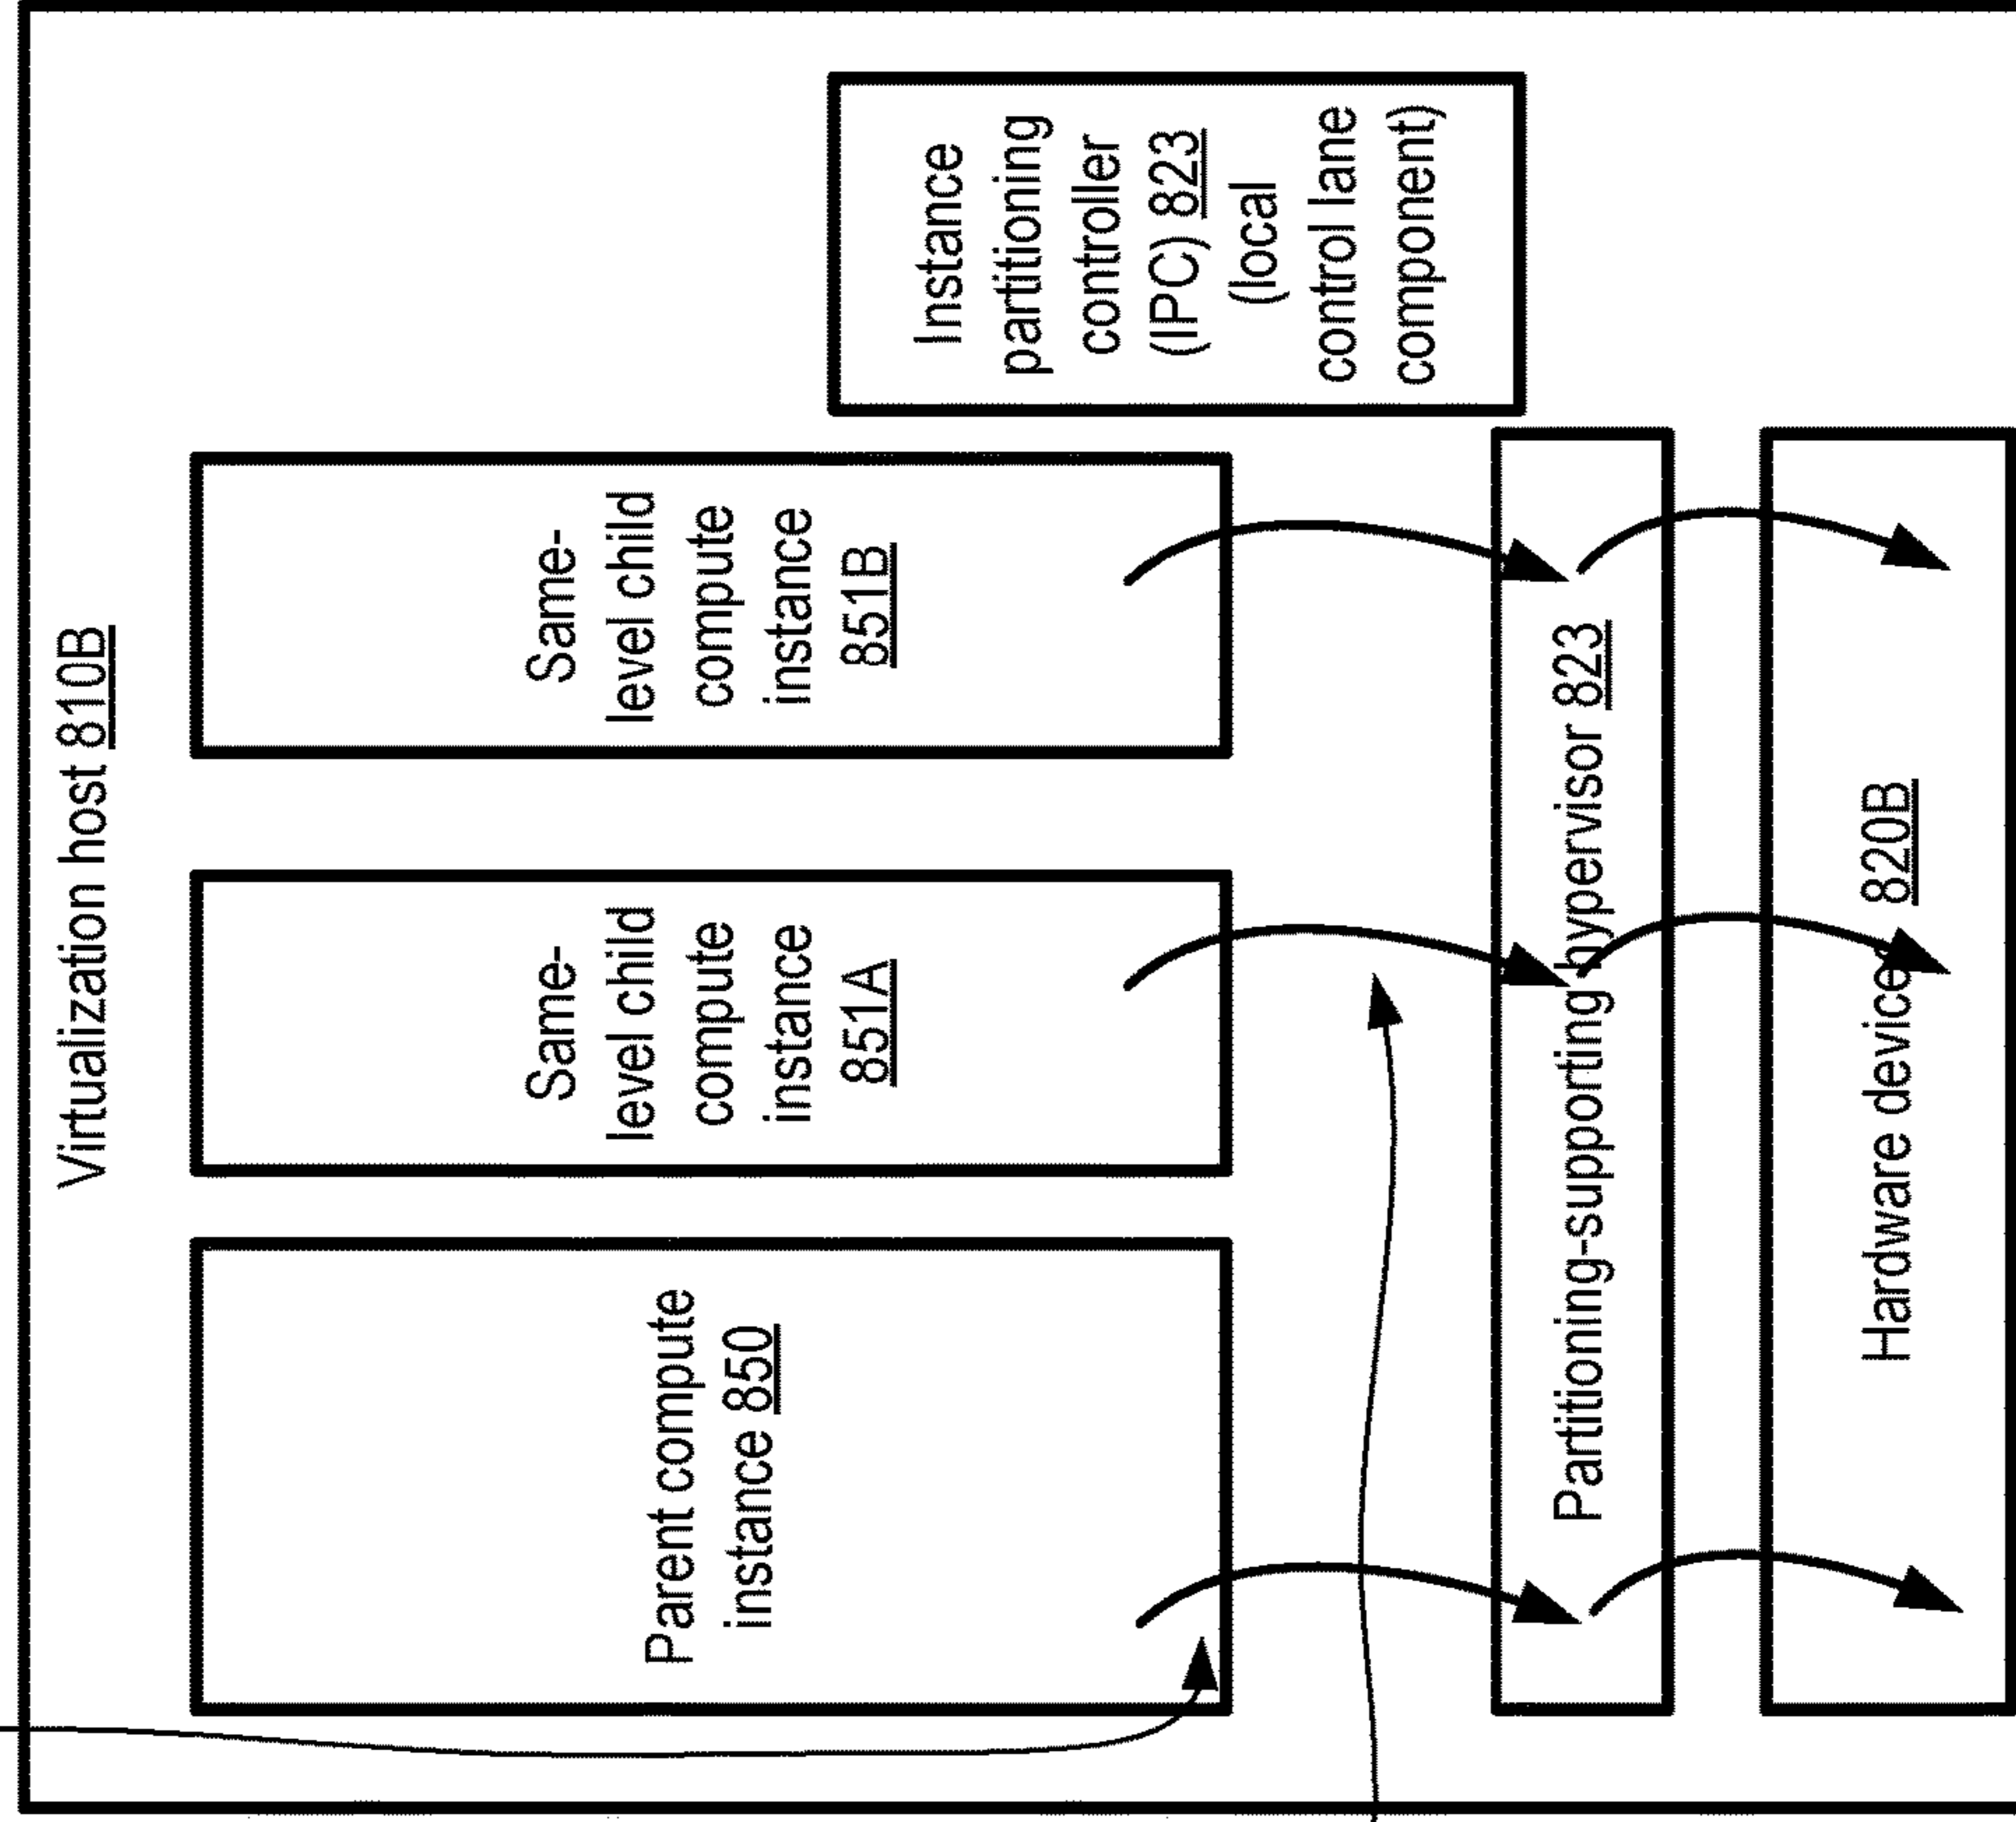 Virtualization host 810B
Parent compute
instance 850
Same-
level child
compute
instance
851A
Same-
level child
compute
instance
851B
Instance
partitioning
controller
(IPC) 823
(local
control lane
component)
Partitioning-supporting hypervisor 823
Hardware devices 820B